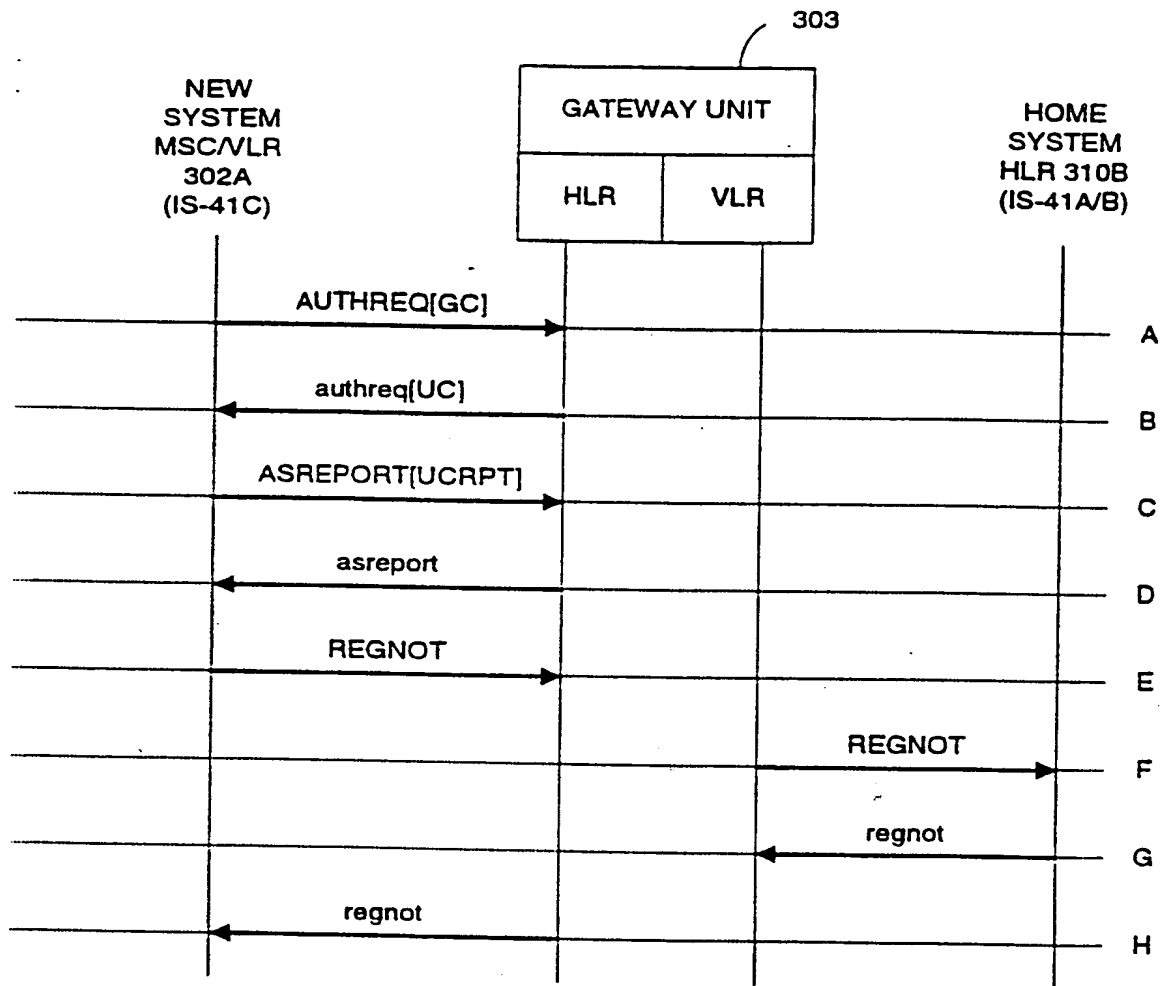 303
NEW
SYSTEM
MSC/VLR
302A
(IS-41C)
GATEWAY UNIT
HLR
VLR
HOME
SYSTEM
HLR 310B
(IS-41A/B)
AUTHREQ[GC]
A
authreq[UC]
B
ASREPORT[UCRPT]
C
asreport
D
REGNOT
E
REGNOT
F
regnot
G
regnot
H